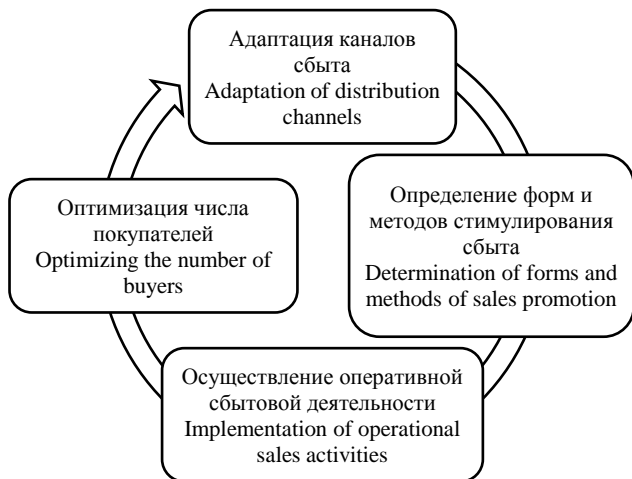 Адаптация каналов
сбыта
Adaptation of distribution
channels
Определение форм и
методов стимулирования
сбыта
Determination of forms and
methods of sales promotion
Осуществление оперативной
сбытовой деятельности
Implementation of operational
sales activities
Оптимизация числа
покупателей
Optimizing the number of
buyers